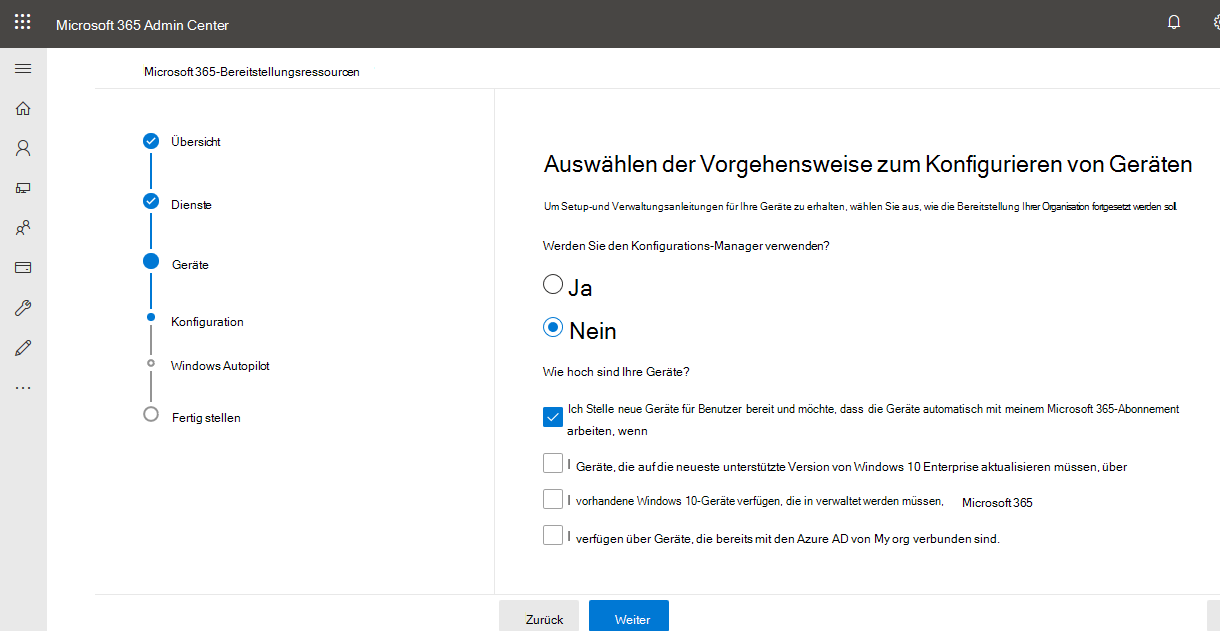 Microsoft 365 Admin Center
Microsoft 365-Bereitstellungsressourcen
Übersicht
Dienste
Geräte
Konfiguration
Windows Autopilot
Fertig stellen
Auswählen der Vorgehensweise zum Konfigurieren von Geräten
Um Setup-und Verwaltungsanleitungen für Ihre Geräte zu erhalten, wählen Sie aus, wie die Bereitstellung Ihrer Organisation fortgesetzt werden soll.
Werden Sie den Konfigurations-Manager verwenden?
Ja
Nein
Wie hoch sind Ihre Geräte?
Ich Stelle neue Geräte für Benutzer bereit und möchte, dass die Geräte automatisch mit meinem Microsoft 365-Abonnement
arbeiten, wenn
I Geräte, die auf die neueste unterstützte Version von Windows 10 Enterprise aktualisieren müssen, über
I vorhandene Windows 10-Geräte verfügen, die in verwaltet werden müssen, Microsoft 365
I verfügen über Geräte, die bereits mit den Azure AD von My org verbunden sind.
Zurück Weiter